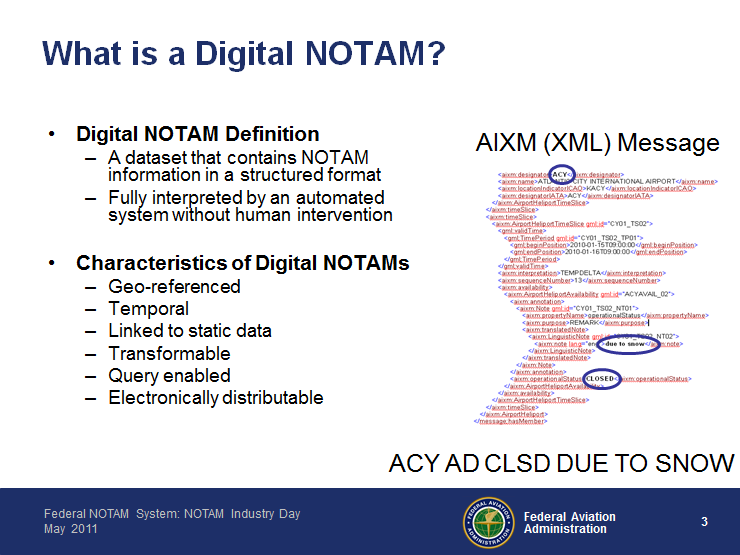 What is a Digital NOTAM?
• Digital NOTAM Definition
– A dataset that contains NOTAM
information in a structured format
– Fully interpreted by an automated
system without human intervention
• Characteristics of Digital NOTAMs
– Geo-referenced
– Temporal
– Linked to static data
– Transformable
– Query enabled
– Electronically distributable
AIXM (XML) Message
<aixm:designator>ACY</aixm:designator>
<aixm:name>ATLANTIC CITY INTERNATIONAL AIRPORT</aixm:name>
<aixm:locationIndicatorICAO>KACY</aixm:locationIndicatorICAO>
<aixm:designatorIATA>ACY</aixm:designatorIATA>
</aixm:AirportHeliportTimeSlice>
</aixm:timeSlice>
<aixm:timeSlice>
<aixm:AirportHeliportTimeSlice gml:id="CY01_TS02">
<gml:validTime>
<gml:TimePeriod gml:id="CY01_TS02_TP01">
<gml:beginPosition>2010-01-15T09:00:00</gml:beginPosition>
<gml:endPosition>2010-01-16T09:00:00</gml:endPosition>
</gml:TimePeriod>
</gml:validTime>
<aixm:interpretation>TEMPDELTA</aixm:interpretation>
<aixm:sequenceNumber>13</aixm:sequenceNumber>
<aixm:availability>
<aixm:AirportHeliportAvailability gml:id="ACYAVAIL_02">
<aixm:annotation>
<aixm:Note gml:id="CY01_TS02_NT01">
<aixm:propertyName>operationalStatus</aixm:propertyName>
<aixm:purpose>REMARK</aixm:purpose>
<aixm:translatedNote>
<aixm:LinguisticNote gml:id="CY01_TS02_NT02">
<aixm:note lang="eng">due to snow</aixm:note>
</aixm:LinguisticNote>
</aixm:translatedNote>
</aixm:Note>
</aixm:annotation>
<aixm:operationalStatus>CLOSED</aixm:operationalStatus>
</aixm:AirportHeliportAvailability>
</aixm:availability>
</aixm:AirportHeliportTimeSlice>
</aixm:timeSlice>
</aixm:AirportHeliport>
</message:hasMember>
ACY AD CLSD DUE TO SNOW
Federal NOTAM System: NOTAM Industry Day
May 2011
FEDERAL AVIATION
ADMINISTRATION
Federal Aviation
Administration
3